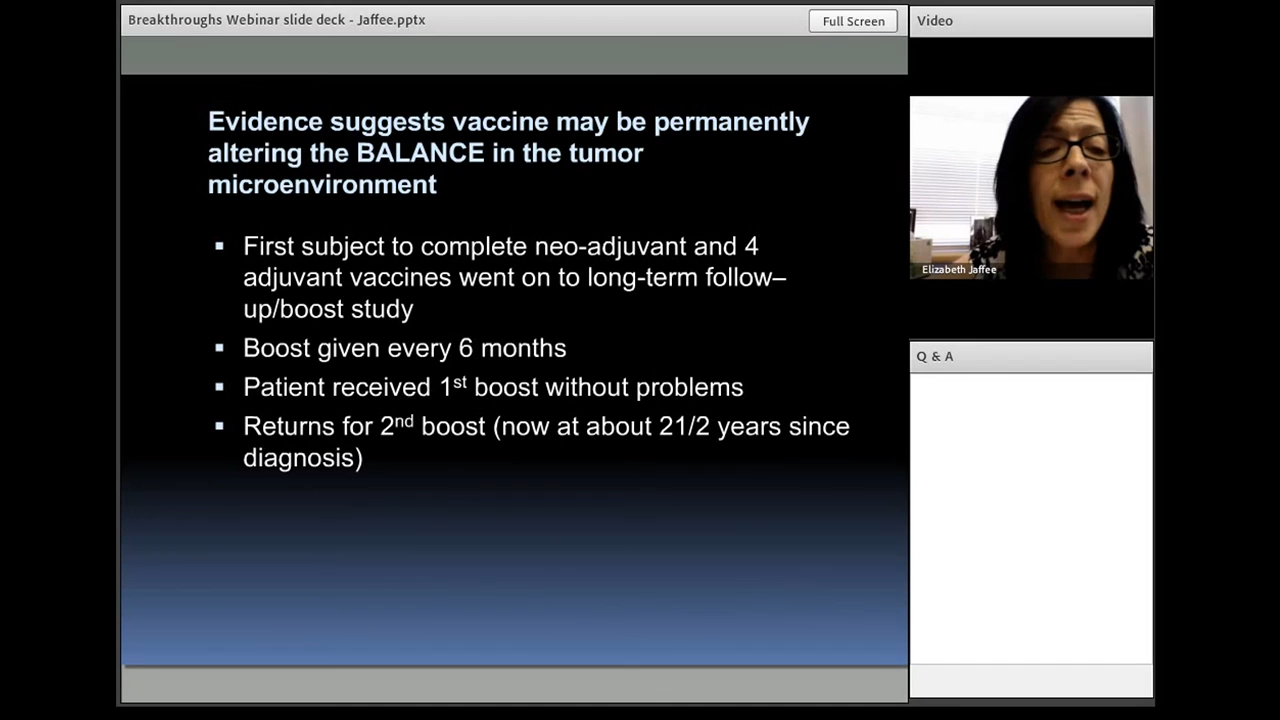 Breakthroughs Webinar slide deck - Jaffee.pptx
Full Screen
Video
Evidence suggests vaccine may be permanently
altering the BALANCE in the tumor
microenvironment
▪ First subject to complete neo-adjuvant and 4
adjuvant vaccines went on to long-term follow–
up/boost study
▪ Boost given every 6 months
▪ Patient received 1st boost without problems
▪ Returns for 2nd boost (now at about 21/2 years since
diagnosis)
Elizabeth Jaffee
Q & A